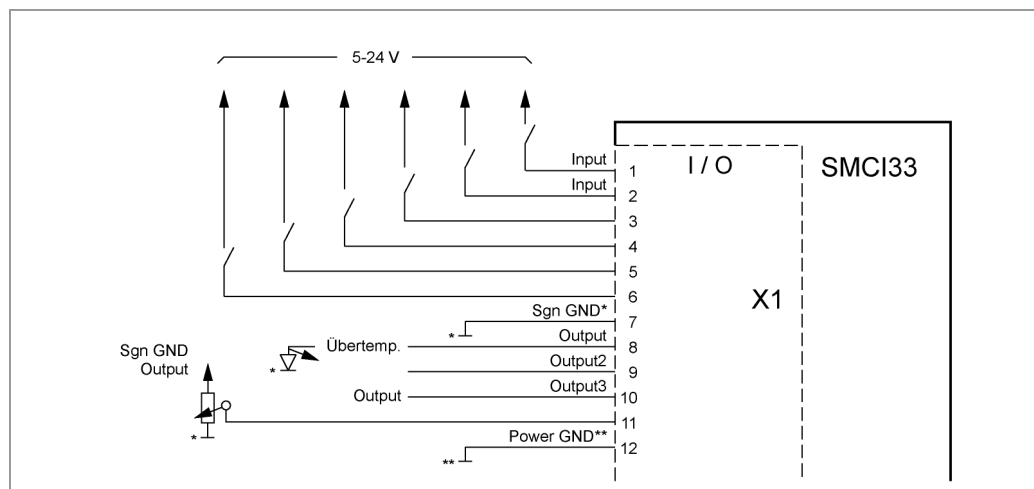 5-24 V
Input
1
I / O
SMCI33
Input
2
3
4
5
X1
6
Sgn GND*
7
*
Output
8
Übertemp.
*
Output2
9
Sgn GND
Output
Output3
10
Output
11
*
Power GND**
12
**